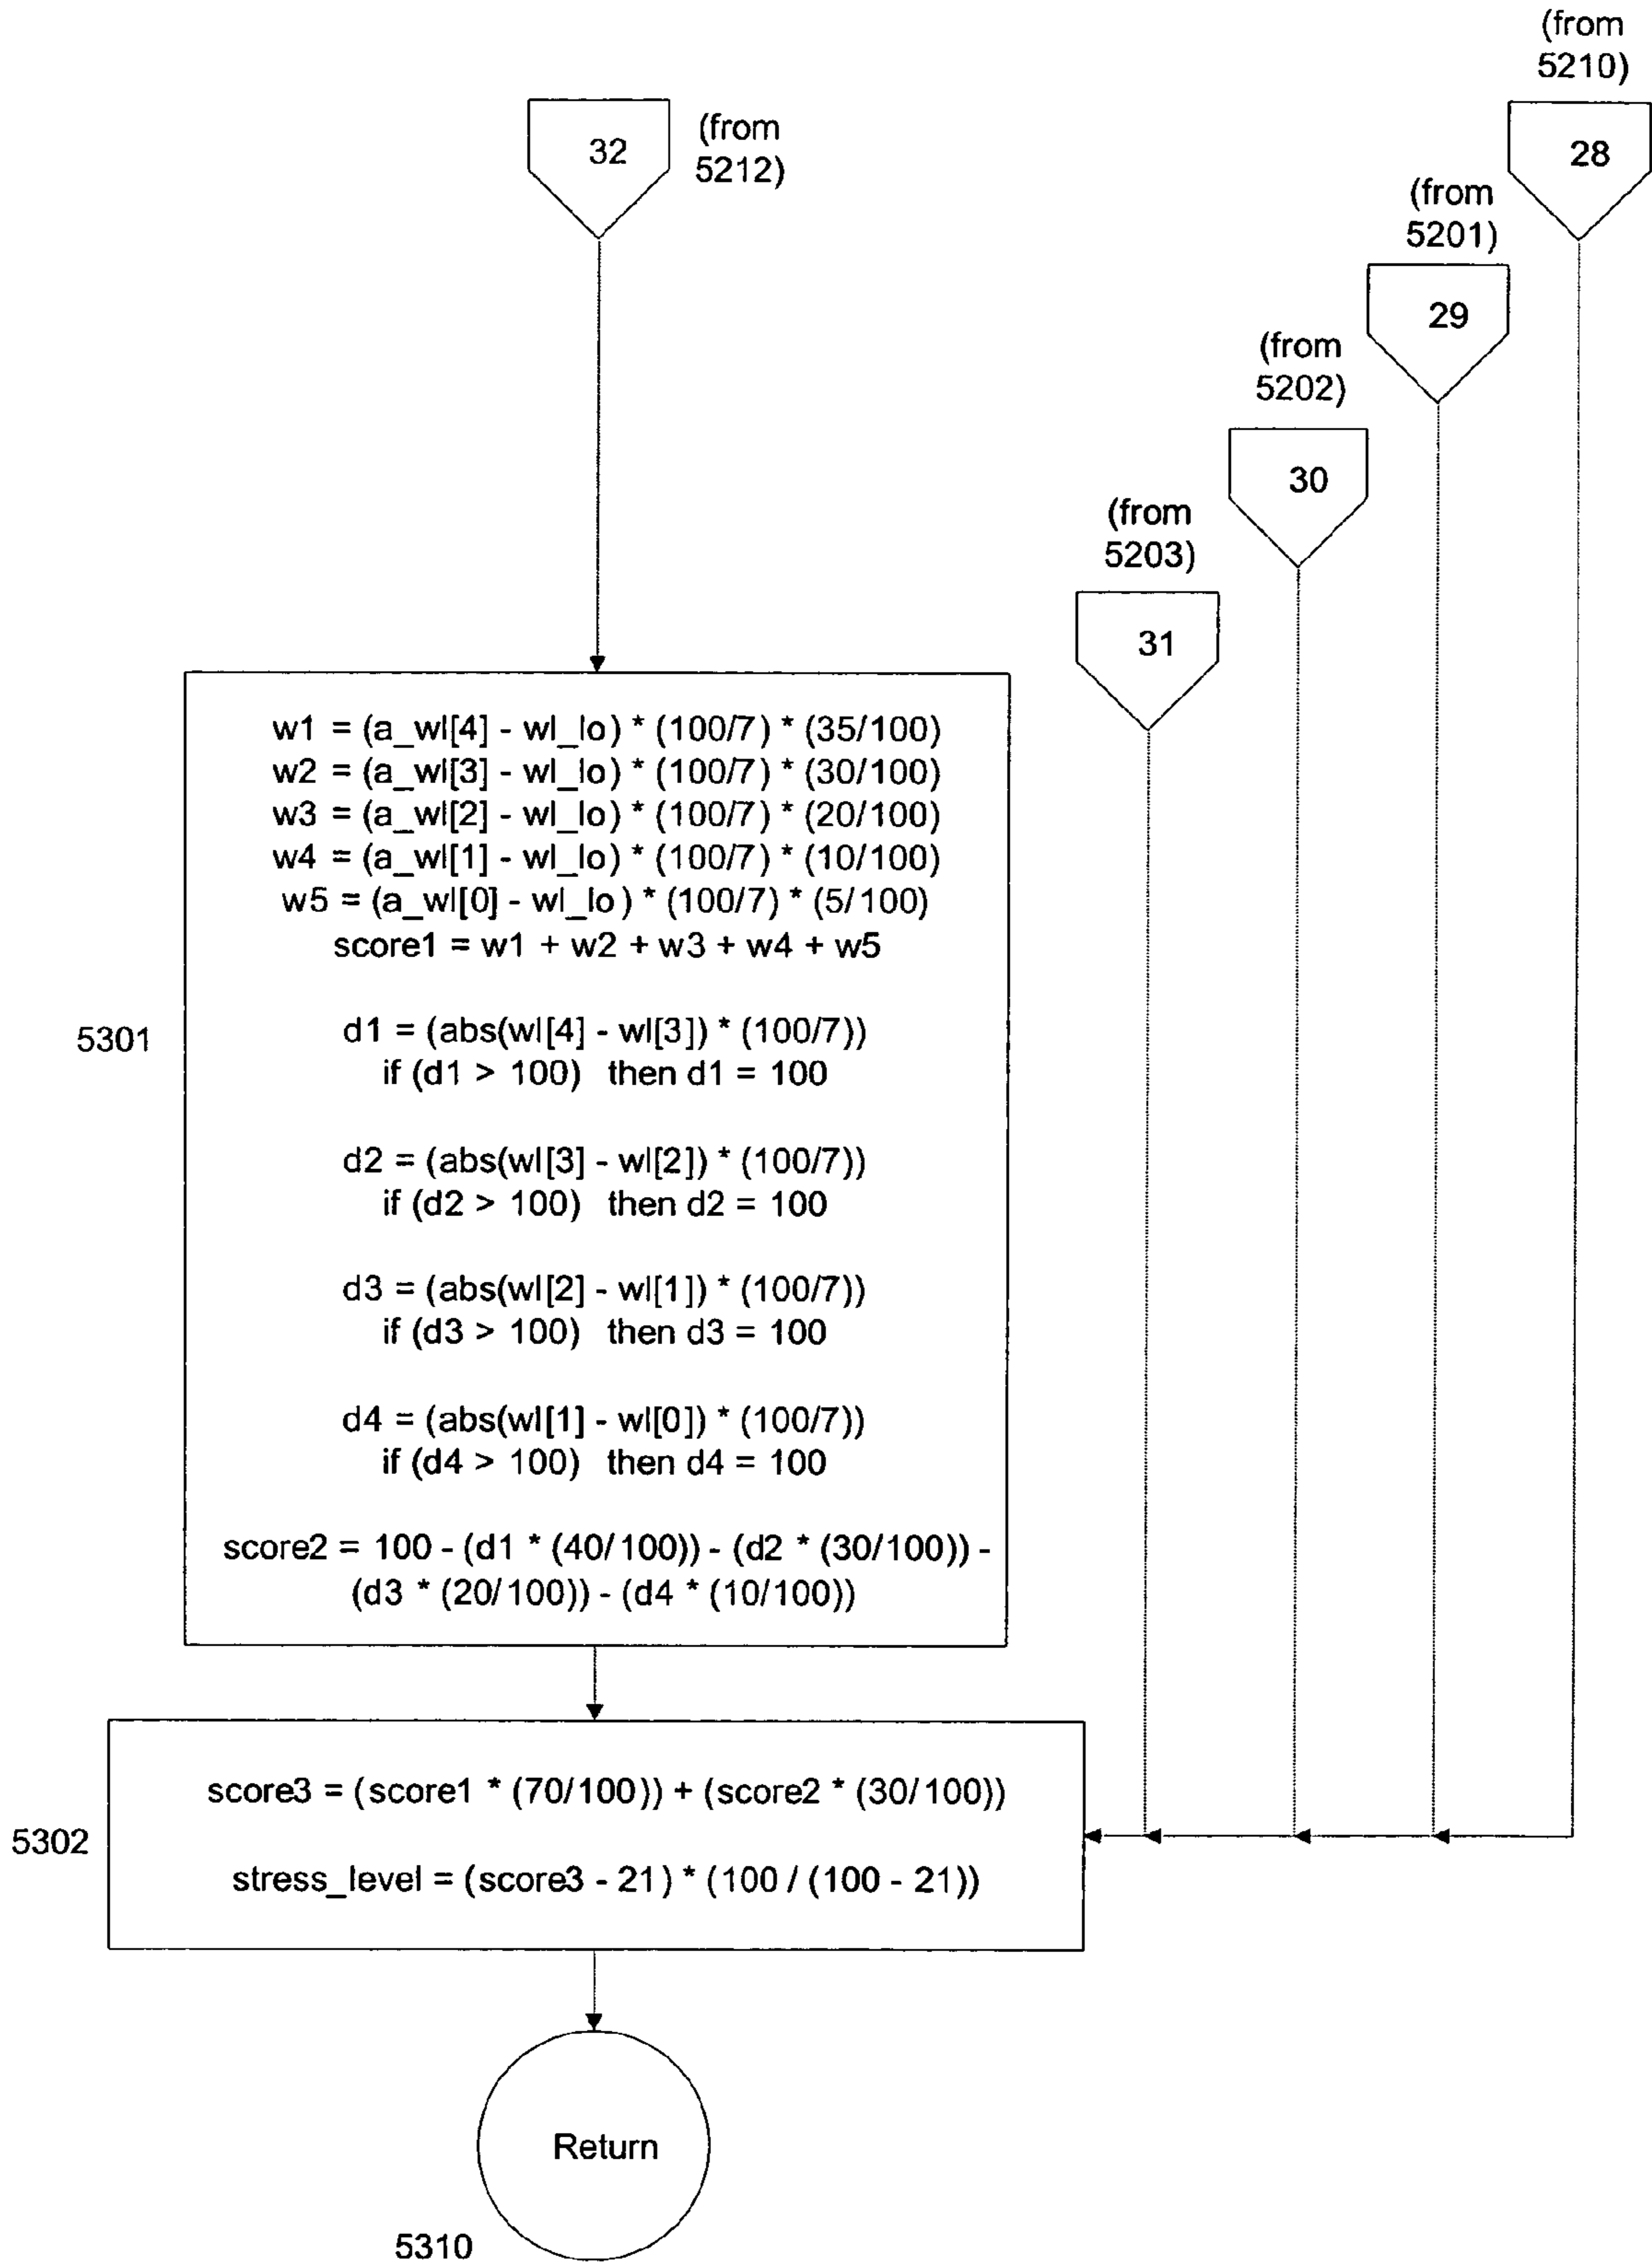 (from
5210)
32
(from
5212)
28
(from
5201)
29
(from
5202)
30
(from
5203)
31
w1 = (a_wl[4] - wl_lo) * (100/7) * (35/100)
w2 = (a_wl[3] - wl_lo) * (100/7) * (30/100)
w3 = (a_wl[2] - wl_lo) * (100/7) * (20/100)
w4 = (a_wl[1] - wl_lo) * (100/7) * (10/100)
w5 = (a_wl[0] - wl_lo) * (100/7) * (5/100)
score1 = w1 + w2 + w3 + w4 + w5
5301
d1 = (abs(wl[4] - wl[3]) * (100/7))
if (d1 > 100) then d1 = 100
d2 = (abs(wl[3] - wl[2]) * (100/7))
if (d2 > 100) then d2 = 100
d3 = (abs(wl[2] - wl[1]) * (100/7))
if (d3 > 100) then d3 = 100
d4 = (abs(wl[1] - wl[0]) * (100/7))
if (d4 > 100) then d4 = 100
score2 = 100 - (d1 * (40/100)) - (d2 * (30/100)) -
(d3 * (20/100)) - (d4 * (10/100))
score3 = (score1 * (70/100)) + (score2 * (30/100))
5302
stress_level = (score3 - 21) * (100 / (100 - 21))
Return
5310